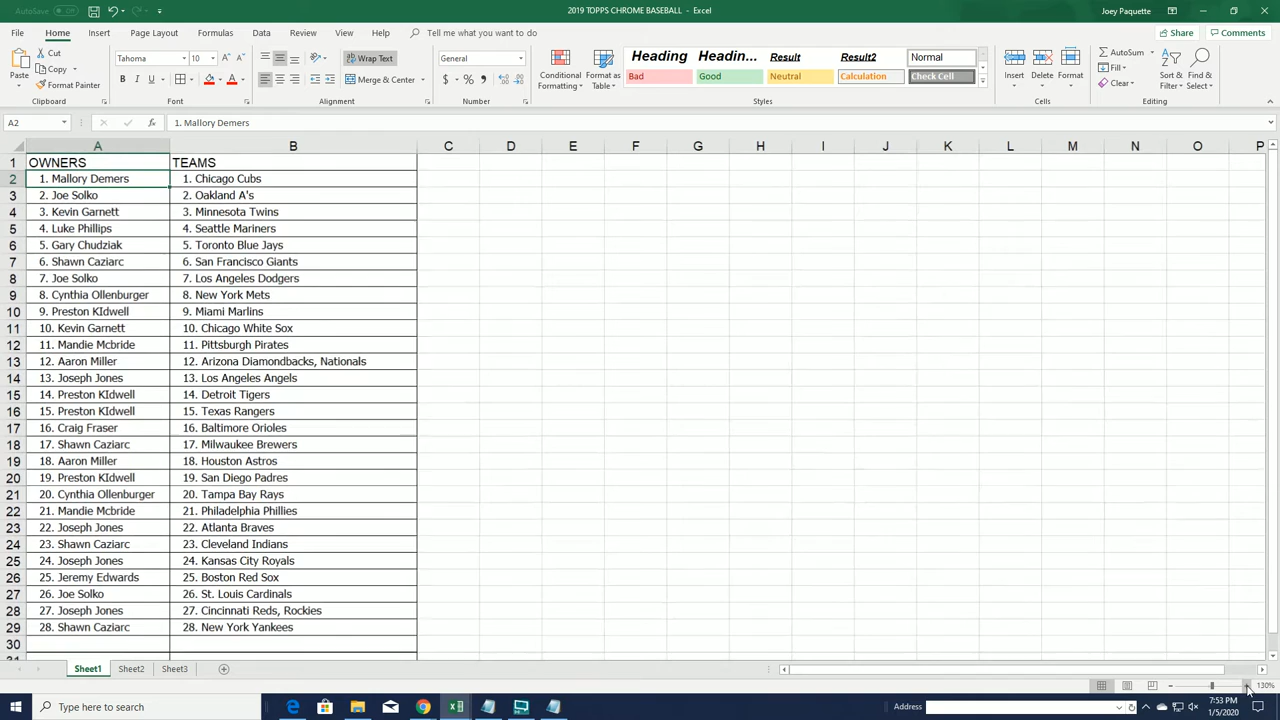 AutoSave Off 2019 TOPPS CHROME BASEBALL - Excel Joey Paquette
File Home Insert Page Layout Formulas Data Review View Help Tell me what you want to do Share Comments
Paste Cut Copy Format Painter Clipboard
Tahoma 10 B I U A A A Font
Wrap Text Merge & Center Alignment
General $ % , Number
Conditional Formatting Format as Table
Heading Headin... Result Result2 Normal
Bad Good Neutral Calculation Check Cell
Styles
Insert Delete Format Cells
AutoSum Fill Clear Sort & Filter Find & Select Editing
A2 fx 1. Mallory Demers
A B C D E F G H I J K L M N O P
1 OWNERS TEAMS
2 1. Mallory Demers 1. Chicago Cubs
3 2. Joe Solko 2. Oakland A's
4 3. Kevin Garnett 3. Minnesota Twins
5 4. Luke Phillips 4. Seattle Mariners
6 5. Gary Chudziak 5. Toronto Blue Jays
7 6. Shawn Caziarc 6. San Francisco Giants
8 7. Joe Solko 7. Los Angeles Dodgers
9 8. Cynthia Ollenburger 8. New York Mets
10 9. Preston KIdwell 9. Miami Marlins
11 10. Kevin Garnett 10. Chicago White Sox
12 11. Mandie Mcbride 11. Pittsburgh Pirates
13 12. Aaron Miller 12. Arizona Diamondbacks, Nationals
14 13. Joseph Jones 13. Los Angeles Angels
15 14. Preston KIdwell 14. Detroit Tigers
16 15. Preston KIdwell 15. Texas Rangers
17 16. Craig Fraser 16. Baltimore Orioles
18 17. Shawn Caziarc 17. Milwaukee Brewers
19 18. Aaron Miller 18. Houston Astros
20 19. Preston KIdwell 19. San Diego Padres
21 20. Cynthia Ollenburger 20. Tampa Bay Rays
22 21. Mandie Mcbride 21. Philadelphia Phillies
23 22. Joseph Jones 22. Atlanta Braves
24 23. Shawn Caziarc 23. Cleveland Indians
25 24. Joseph Jones 24. Kansas City Royals
26 25. Jeremy Edwards 25. Boston Red Sox
27 26. Joe Solko 26. St. Louis Cardinals
28 27. Joseph Jones 27. Cincinnati Reds, Rockies
29 28. Shawn Caziarc 28. New York Yankees
30
31
Sheet1 Sheet2 Sheet3
130%
Type here to search Address 7:53 PM
1/5/2020